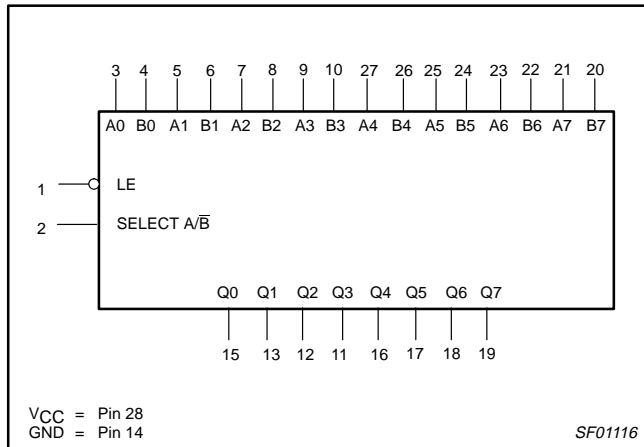 3 4 5 6 7 8 9 10 27 26 25 24 23 22 21 20
A0 B0 A1 B1 A2 B2 A3 B3 A4 B4 A5 B5 A6 B6 A7 B7
1 LE
2 SELECT A/B̅
Q0 Q1 Q2 Q3 Q4 Q5 Q6 Q7
15 13 12 11 16 17 18 19
VCC = Pin 28
GND = Pin 14
SF01116